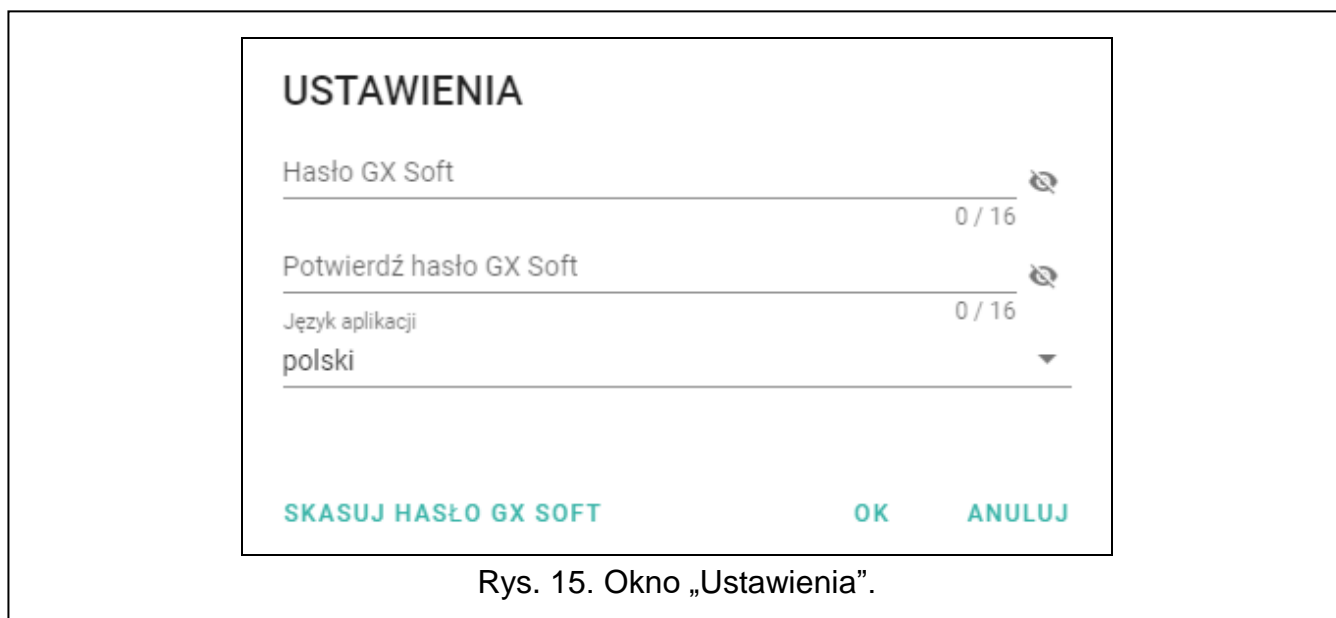 USTAWIENIA
Hasło GX Soft
0 / 16
Potwierdź hasło GX Soft
0 / 16
Język aplikacji
polski
SKASUJ HASŁO GX SOFT OK ANULUJ
Rys. 15. Okno „Ustawienia”.